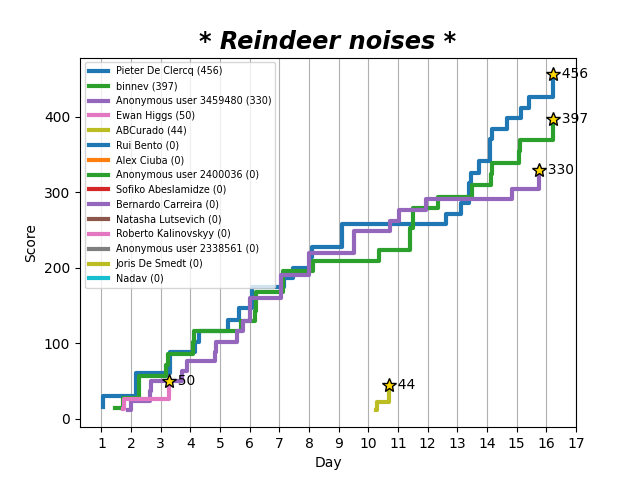 * Reindeer noises *
Pieter De Clercq (456)
binnev (397)
Anonymous user 3459480 (330)
Ewan Higgs (50)
ABCurado (44)
Rui Bento (0)
Alex Ciuba (0)
Anonymous user 2400036 (0)
Sofiko Abeslamidze (0)
Bernardo Carreira (0)
Natasha Lutsevich (0)
Roberto Kalinovskyy (0)
Anonymous user 2338561 (0)
Joris De Smedt (0)
Nadav (0)
456
397
330
50
44
400
300
200
100
0
Score
1 2 3 4 5 6 7 8 9 10 11 12 13 14 15 16 17
Day